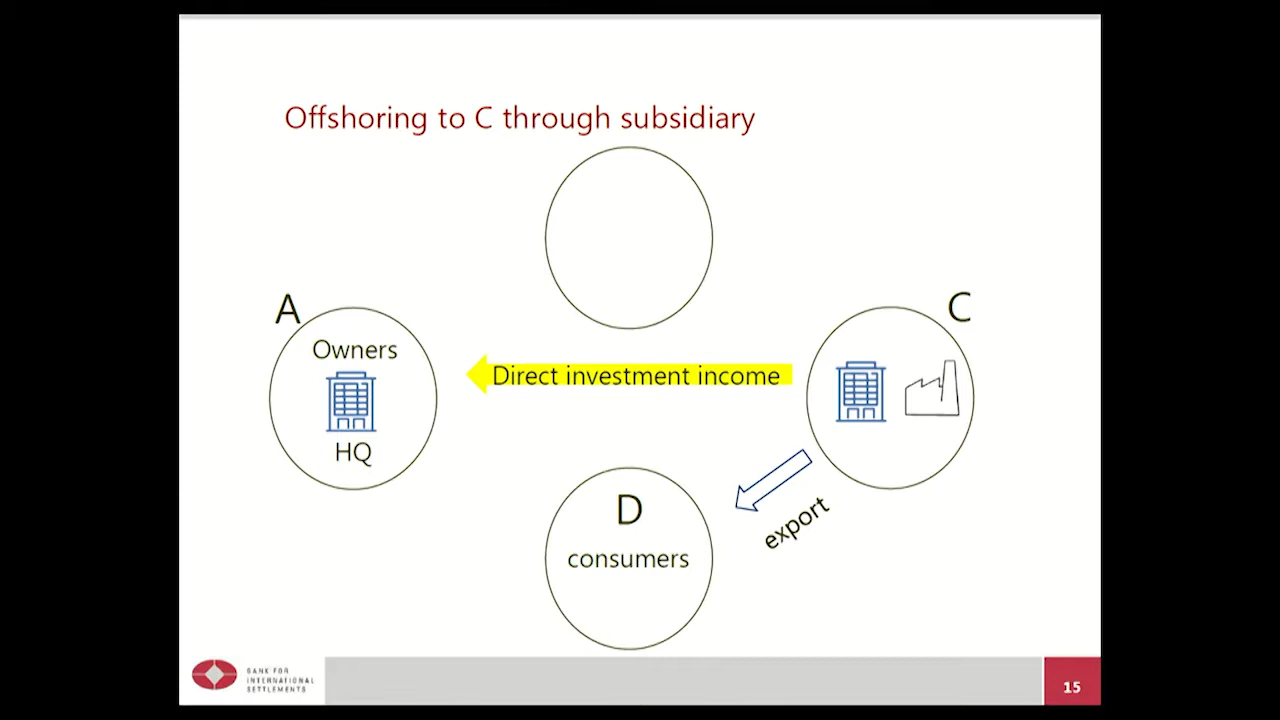 Offshoring to C through subsidiary
A
C
Owners
Direct investment income
HQ
D
export
consumers
BANK FOR
INTERNATIONAL
SETTLEMENTS
15